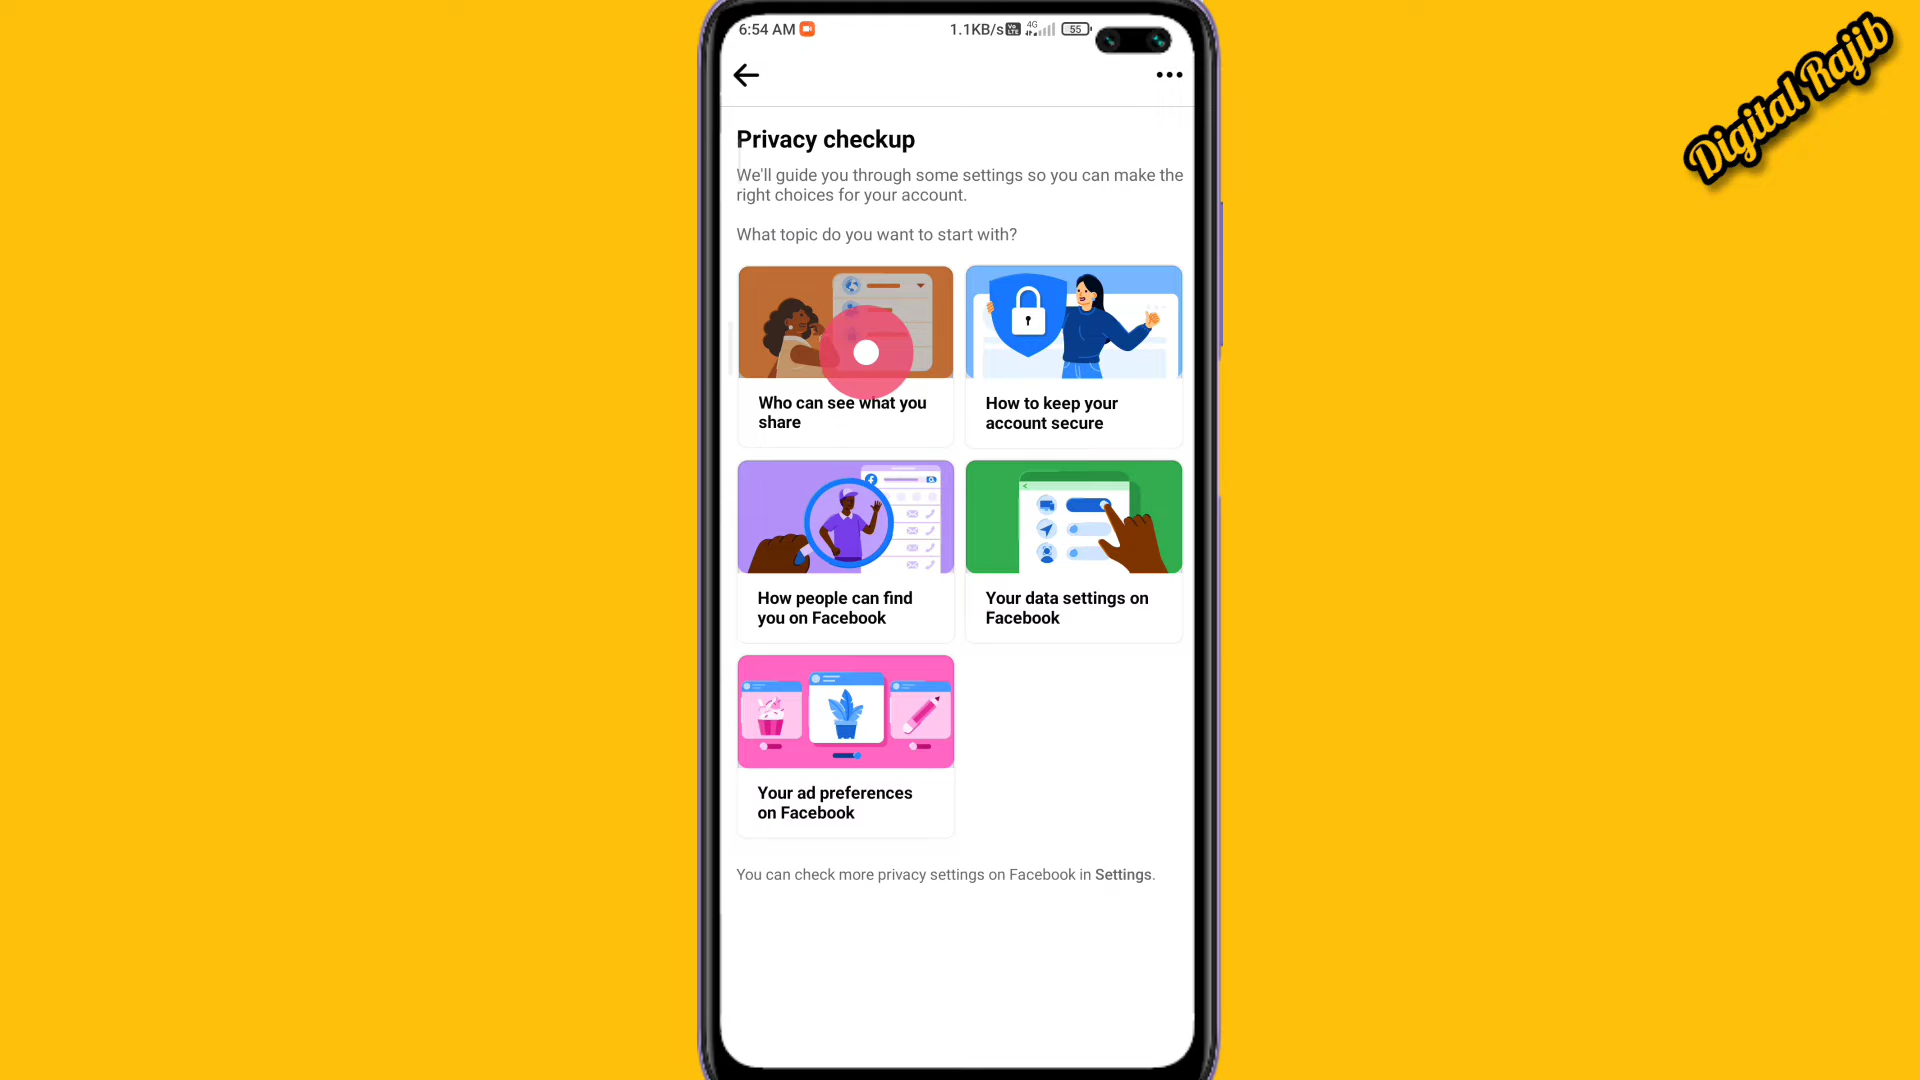 6:54 AM 1.1KB/s Vo LTE 4G 55
Digital Rajib
Privacy checkup
We'll guide you through some settings so you can make the
right choices for your account.
What topic do you want to start with?
Who can see what you
share
How to keep your
account secure
How people can find
you on Facebook
Your data settings on
Facebook
Your ad preferences
on Facebook
You can check more privacy settings on Facebook in Settings.